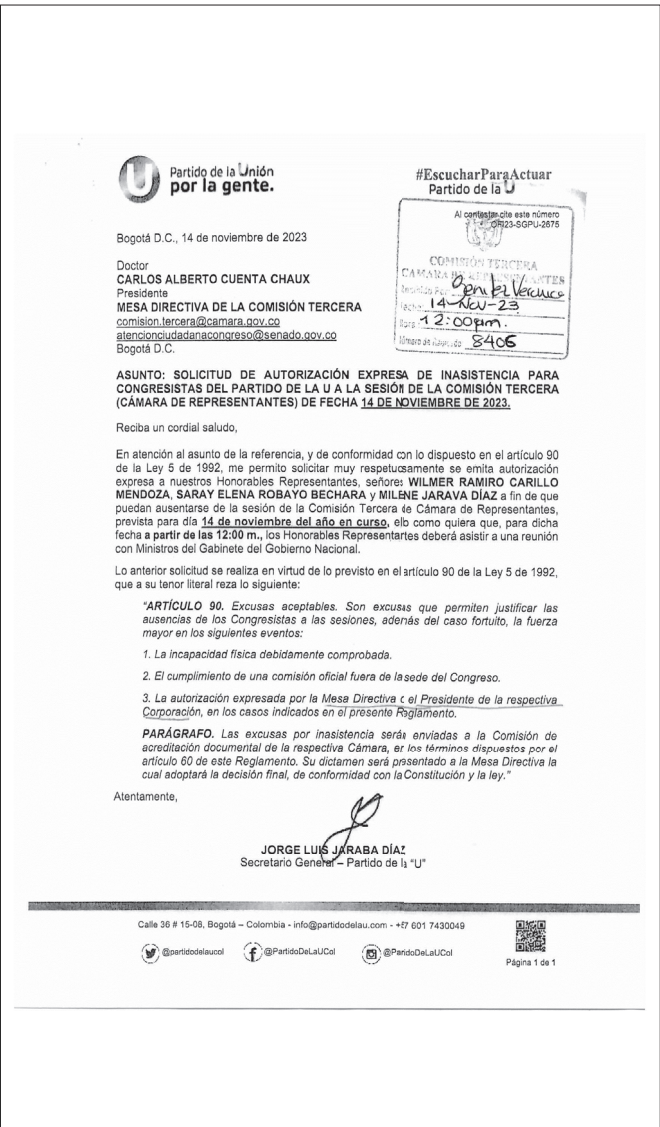 U
Partido de la Unión
por la gente.
#EscucharParaActuar
Partido de la U
Al contestar cite este número
OFI23-SGPU-2675
COMISIÓN TERCERA
CAMARA DE REPRESENTANTES
Recibido Por:
Fecha: 14-Nov-23
Hora: 12:00pm.
Número de 8406
Bogotá D.C., 14 de noviembre de 2023
Doctor
CARLOS ALBERTO CUENTA CHAUX
Presidente
MESA DIRECTIVA DE LA COMISIÓN TERCERA
comision.tercera@camara.gov.co
atencionciudadanacongreso@senado.gov.co
Bogotá D.C.
ASUNTO: SOLICITUD DE AUTORIZACIÓN EXPRESA DE INASISTENCIA PARA
CONGRESISTAS DEL PARTIDO DE LA U A LA SESIÓN DE LA COMISIÓN TERCERA
(CÁMARA DE REPRESENTANTES) DE FECHA 14 DE NOVIEMBRE DE 2023.
Reciba un cordial saludo,
En atención al asunto de la referencia, y de conformidad con lo dispuesto en el artículo 90
de la Ley 5 de 1992, me permito solicitar muy respetuosamente se emita autorización
expresa a nuestros Honorables Representantes, señores WILMER RAMIRO CARILLO
MENDOZA, SARAY ELENA ROBAYO BECHARA y MILENE JARAVA DÍAZ a fin de que
puedan ausentarse de la sesión de la Comisión Tercera de Cámara de Representantes,
prevista para día 14 de noviembre del año en curso, ello como quiera que, para dicha
fecha a partir de las 12:00 m., los Honorables Representartes deberá asistir a una reunión
con Ministros del Gabinete del Gobierno Nacional.
Lo anterior solicitud se realiza en virtud de lo previsto en el artículo 90 de la Ley 5 de 1992,
que a su tenor literal reza lo siguiente:
"ARTÍCULO 90. Excusas aceptables. Son excusas que permiten justificar las
ausencias de los Congresistas a las sesiones, además del caso fortuito, la fuerza
mayor en los siguientes eventos:
1. La incapacidad física debidamente comprobada.
2. El cumplimiento de una comisión oficial fuera de la sede del Congreso.
3. La autorización expresada por la Mesa Directiva o el Presidente de la respectiva
Corporación, en los casos indicados en el presente Reglamento.
PARÁGRAFO. Las excusas por inasistencia serán enviadas a la Comisión de
acreditación documental de la respectiva Cámara, en los términos dispuestos por el
artículo 60 de este Reglamento. Su dictamen será presentado a la Mesa Directiva la
cual adoptará la decisión final, de conformidad con la Constitución y la ley."
Atentamente,
JORGE LUIS JARABA DÍAZ
Secretario General – Partido de la "U"
Calle 36 # 15-08, Bogotá – Colombia - info@partidodelau.com - +57 601 7430049
@partidodelaucol
@PartidoDeLaUCol
@ParidoDeLaUCol
Página 1 de 1